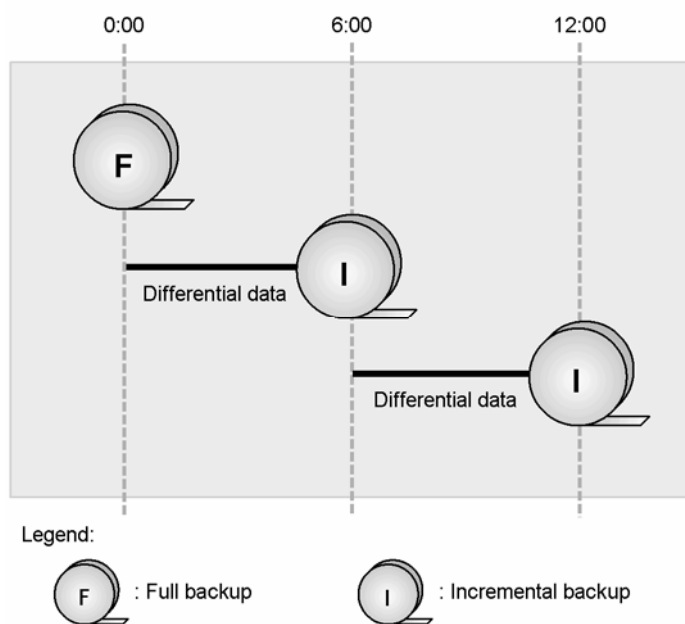 0:00 6:00 12:00
F
I
Differential data
I
Differential data
Legend:
F : Full backup I : Incremental backup